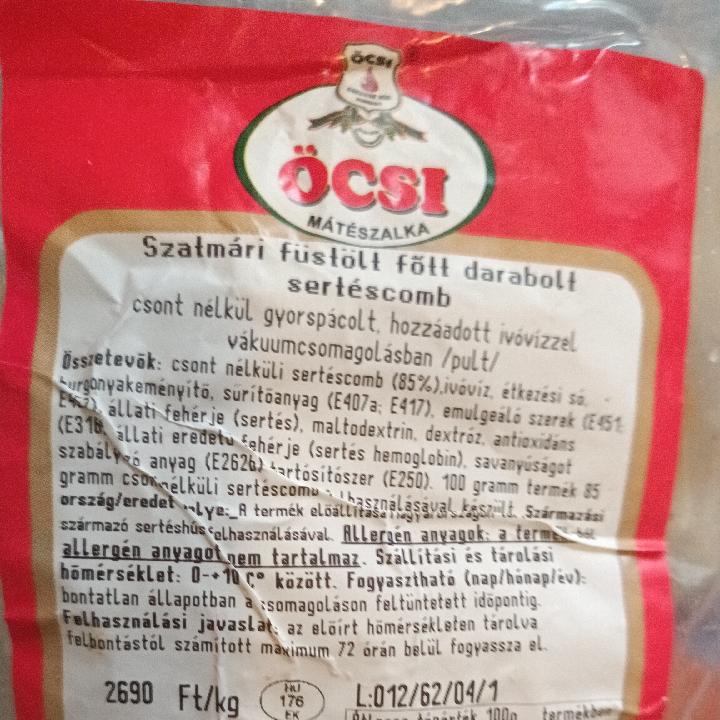 ÖCSI
ÖCSI
MÁTÉSZALKA
Szatmári füstölt főtt darabolt
sertéscomb
csont nélkül gyorspácolt, hozzáadott ivóvízzel
vákuumcsomagolásban /pult/
Összetevők: csont nélküli sertéscomb (85%),ivóvíz, étkezési só,
burgonyakeményítő, sűrítőanyag (E407a; E417), emulgeáló szerek (E451;
állati fehérje (sertés), maltodextrin, dextróz, antioxidáns
(E316, állati eredetű fehérje (sertés hemoglobin), savanyúságot
szabályzó anyag (E262b) tartósítószer (E250). 100 gramm termék 85
gramm csont nélküli sertéscomb felhasználásával készült. Származási
ország/eredet A termék előállítása
származó sertéshús felhasználásával. Allergén anyagok: a
allergén anyagot nem tartalmaz. Szállítási és tárolási
hőmérséklet: 0-+10 C° között. Fogyasztható (nap/hónap/év):
bontatlan állapotban a csomagoláson feltüntetett időpontig.
Felhasználási javaslat: az előírt hőmérsékleten tárolva
felbontástól számított maximum 72 órán belül fogyassza el.
2690 Ft/kg
HU
176
EK
L:012/62/04/1
100g